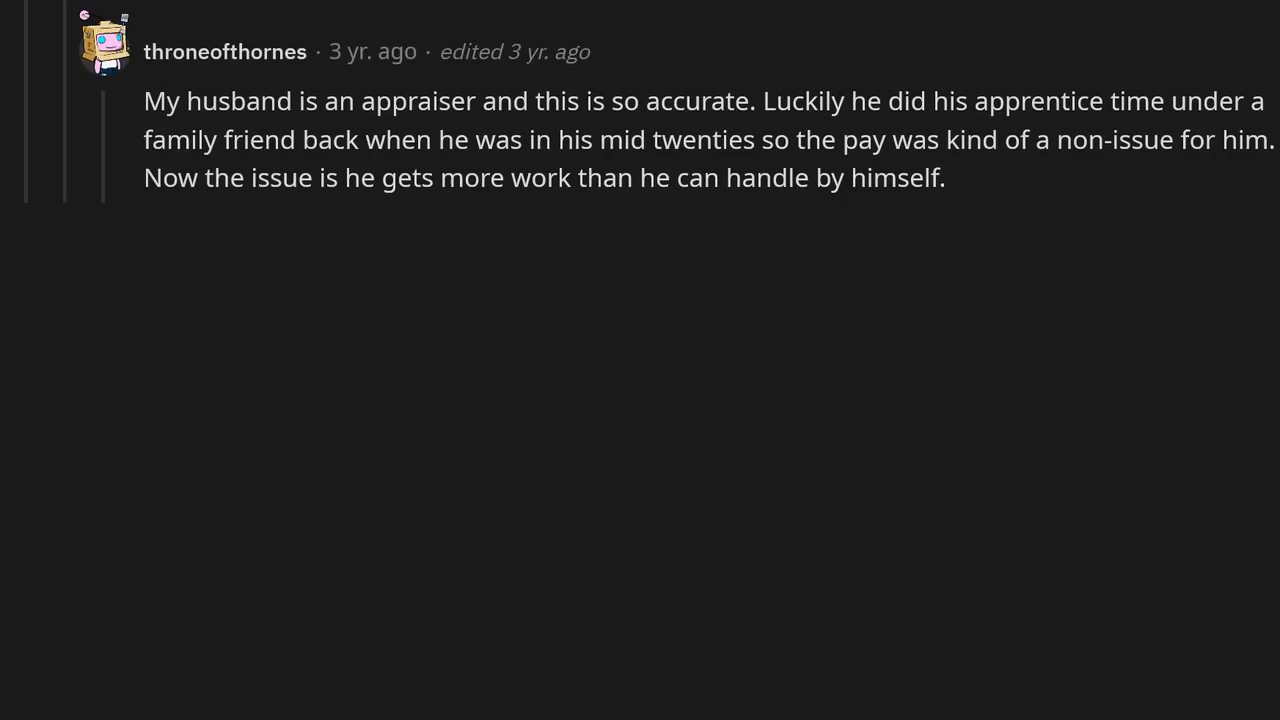 throneofthornes · 3 yr. ago · edited 3 yr. ago
My husband is an appraiser and this is so accurate. Luckily he did his apprentice time under a
family friend back when he was in his mid twenties so the pay was kind of a non-issue for him.
Now the issue is he gets more work than he can handle by himself.